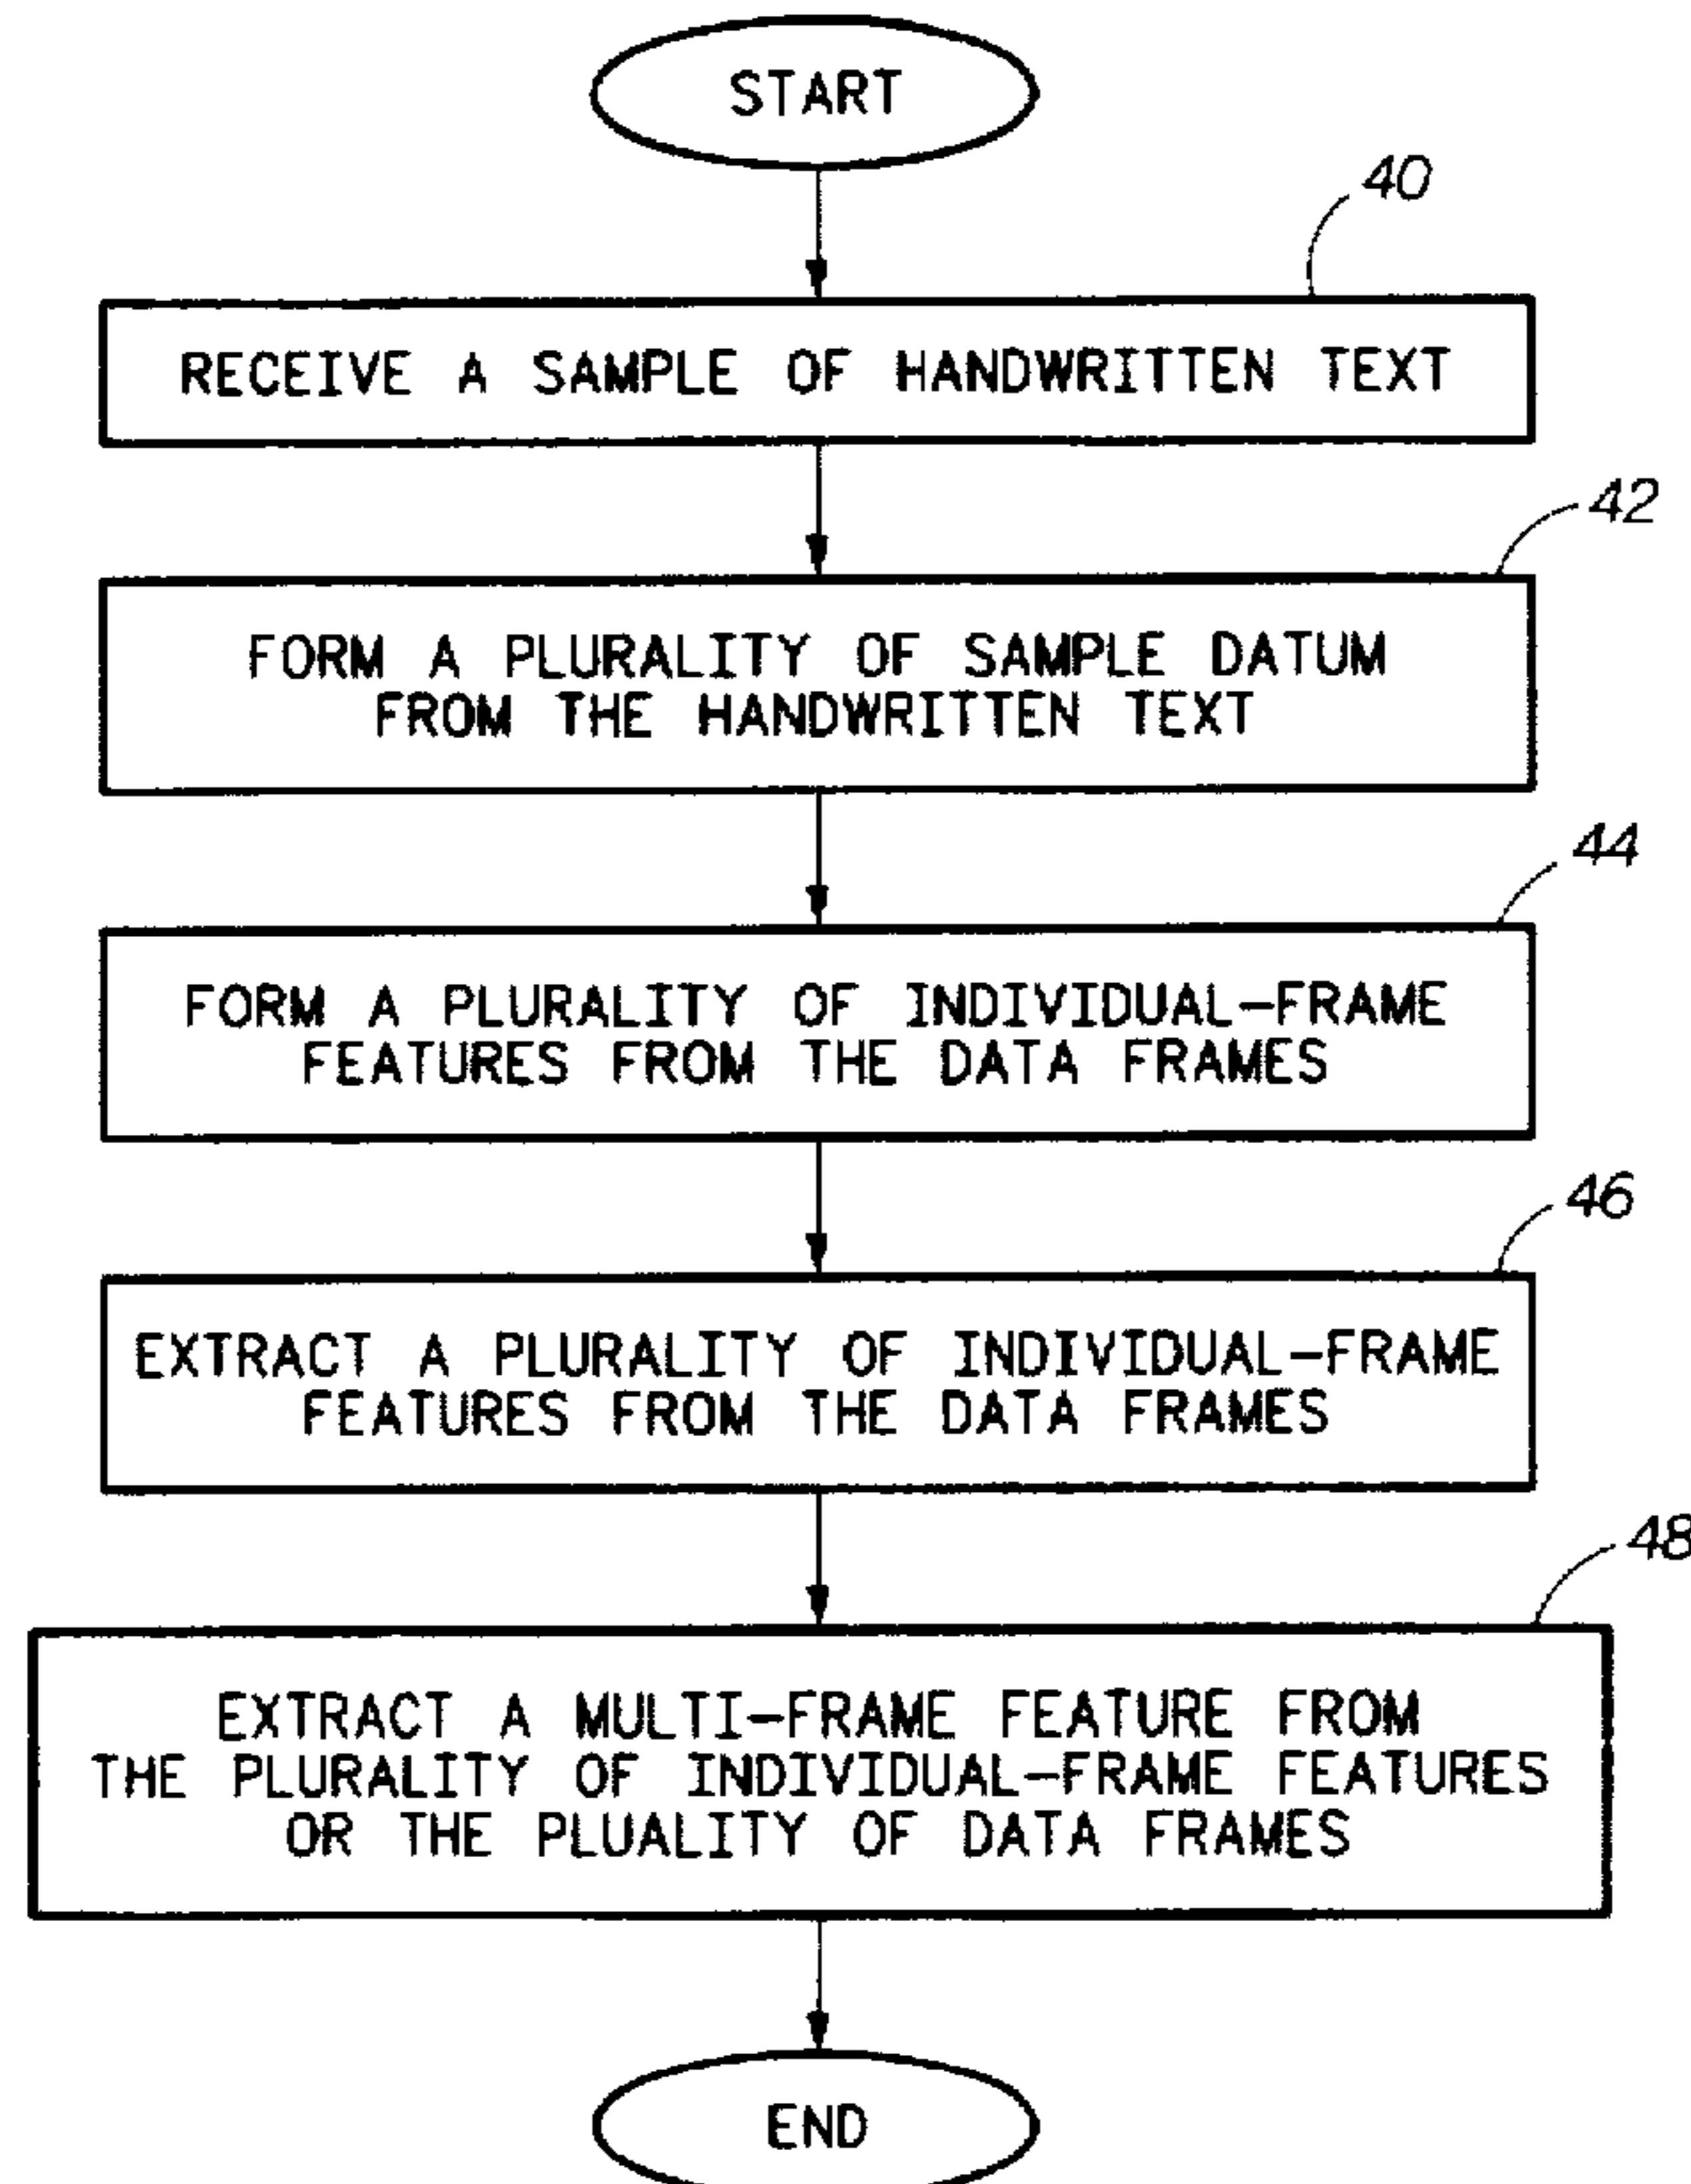 START
40
RECEIVE A SAMPLE OF HANDWRITTEN TEXT
42
FORM A PLURALITY OF SAMPLE DATUM
FROM THE HANDWRITTEN TEXT
44
FORM A PLURALITY OF INDIVIDUAL-FRAME
FEATURES FROM THE DATA FRAMES
46
EXTRACT A PLURALITY OF INDIVIDUAL-FRAME
FEATURES FROM THE DATA FRAMES
48
EXTRACT A MULTI-FRAME FEATURE FROM
THE PLURALITY OF INDIVIDUAL-FRAME FEATURES
OR THE PLUALITY OF DATA FRAMES
END